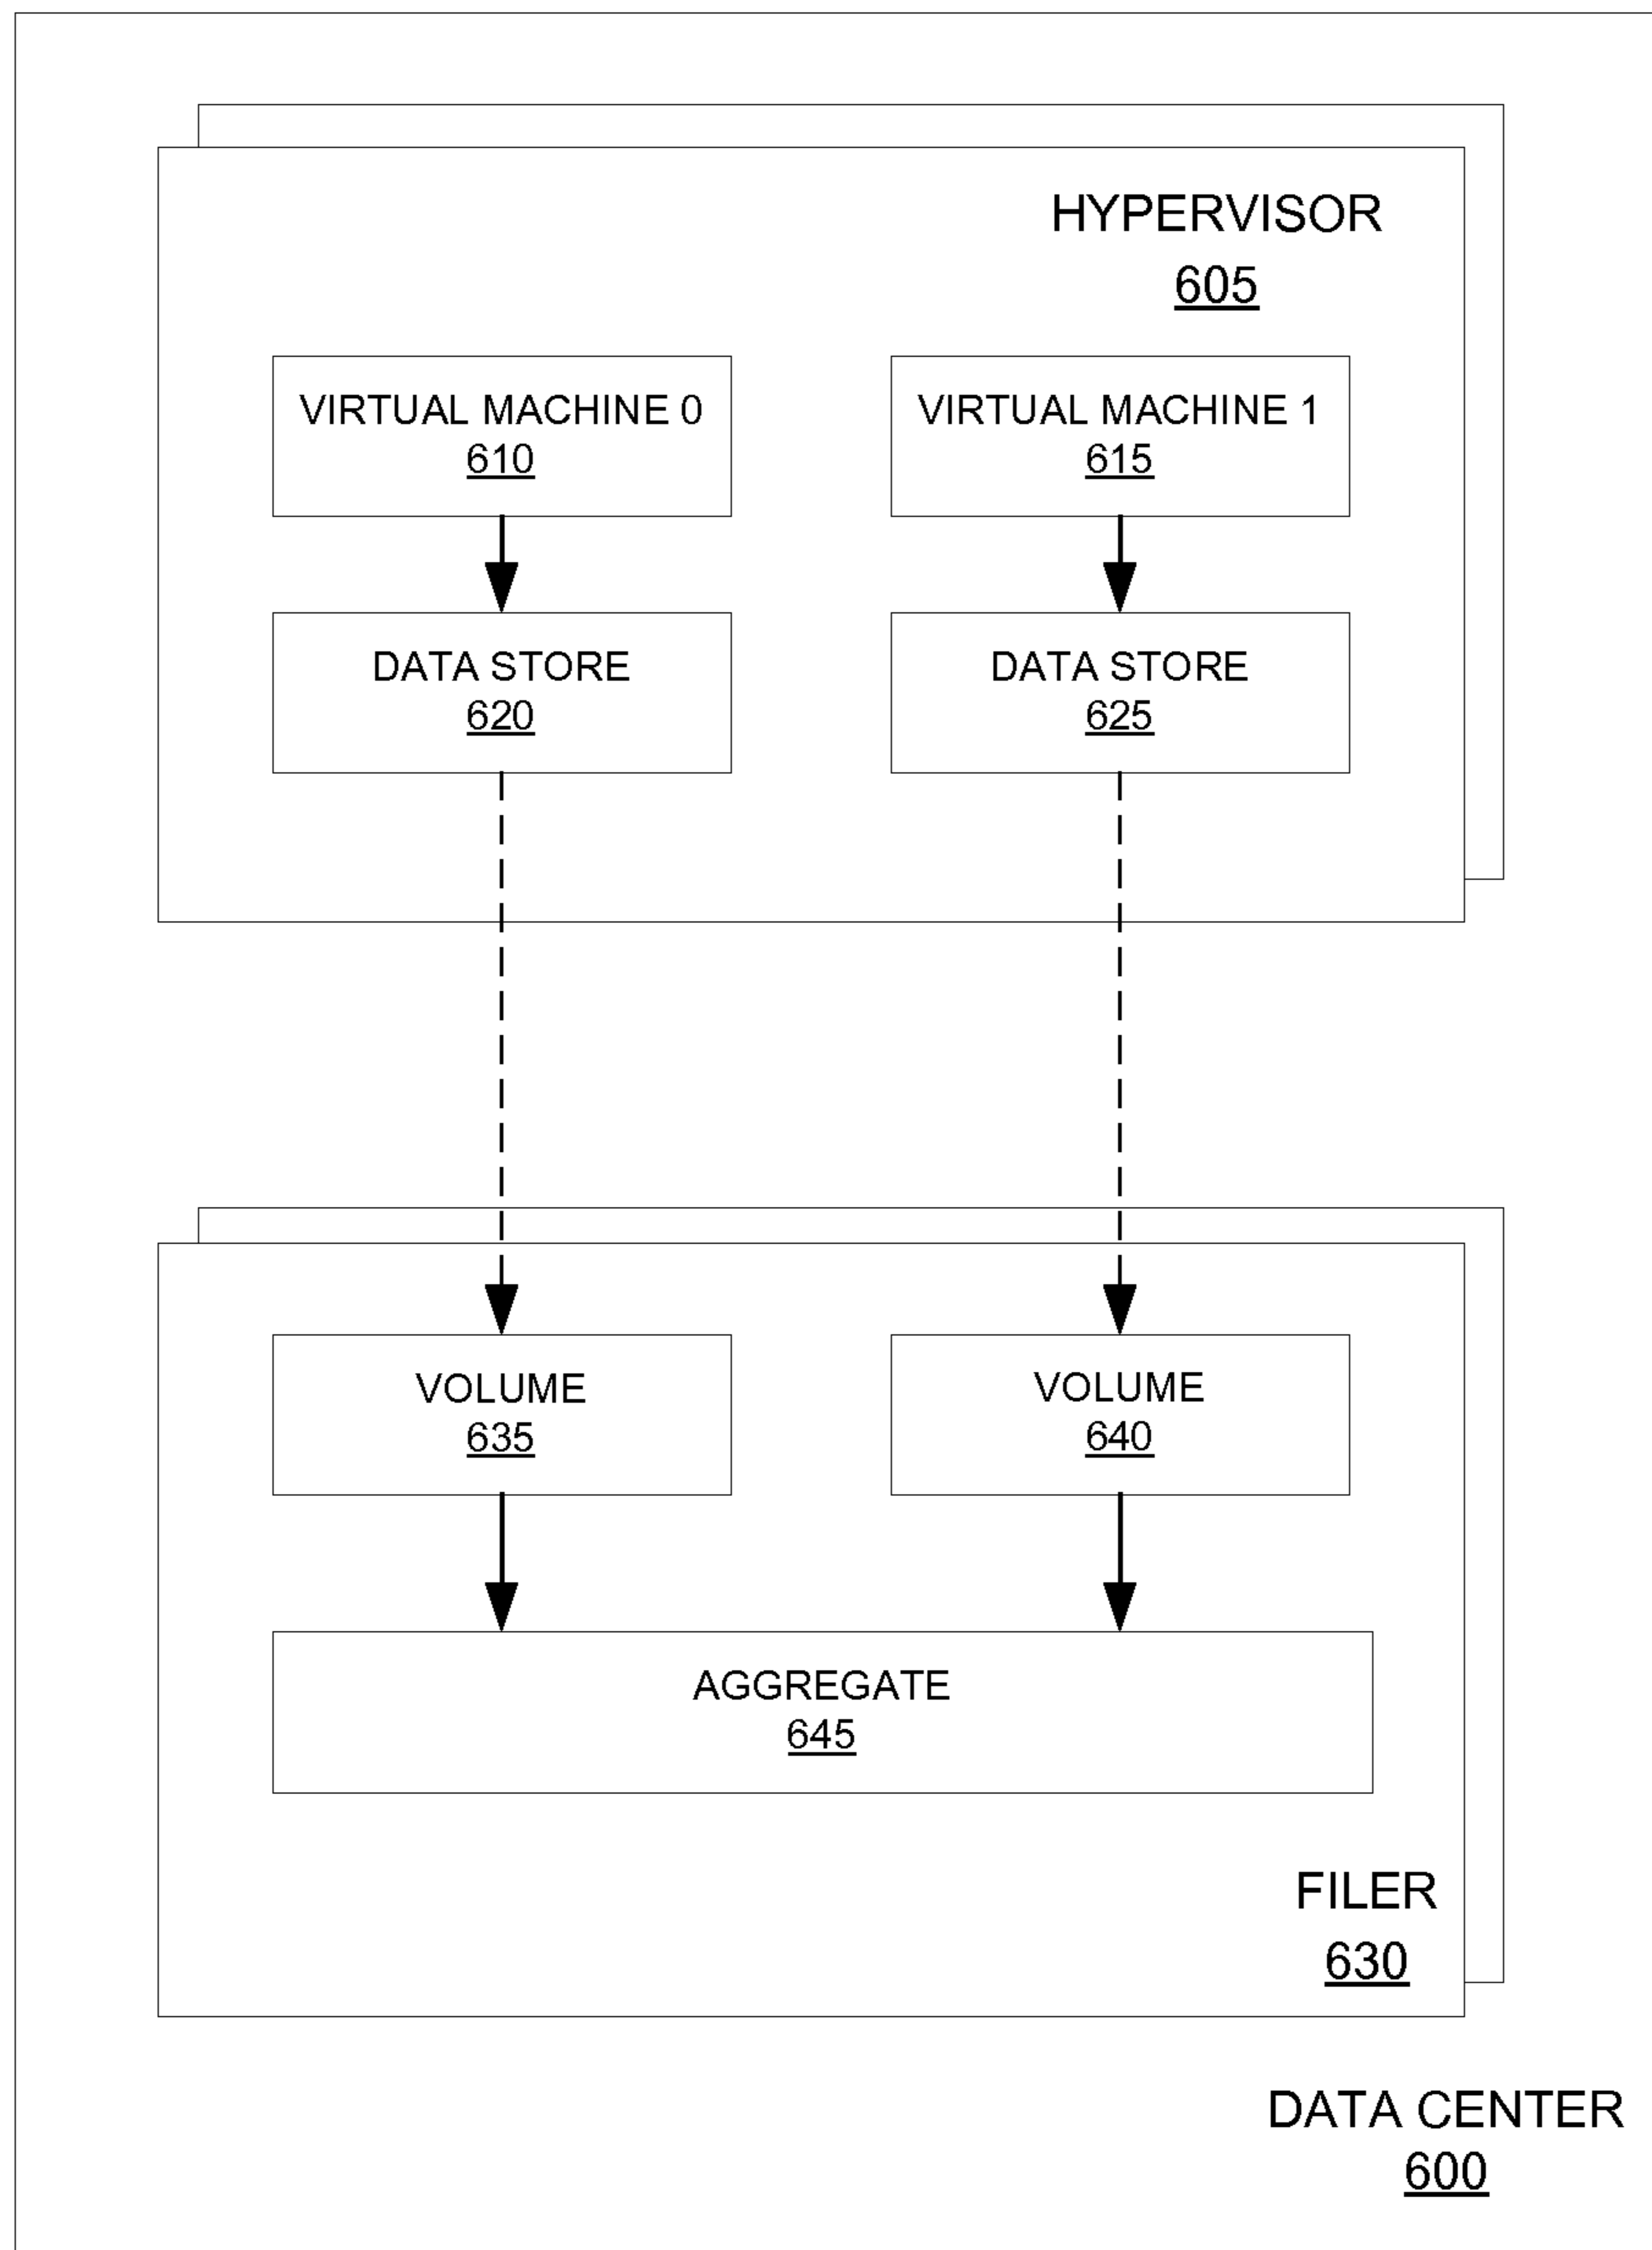 HYPERVISOR
605
VIRTUAL MACHINE 0
610
VIRTUAL MACHINE 1
615
DATA STORE
620
DATA STORE
625
VOLUME
635
VOLUME
640
AGGREGATE
645
FILER
630
DATA CENTER
600